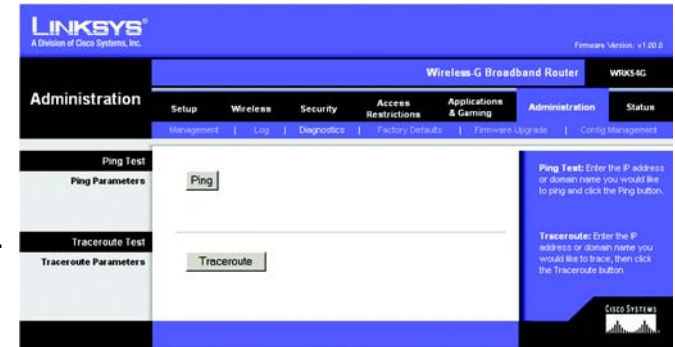 LINKSYS®
A Division of Cisco Systems, Inc.
Firmware Version: v1.00.0
Wireless-G Broadband Router WRK54G
Administration
Setup Wireless Security Access Restrictions Applications & Gaming Administration Status
Management | Log | Diagnostics | Factory Defaults | Firmware Upgrade | Config Management
Ping Test
Ping Parameters
Ping
Ping Test: Enter the IP address
or domain name you would like
to ping and click the Ping button.
Traceroute Test
Traceroute Parameters
Traceroute
Traceroute: Enter the IP
address or domain name you
would like to trace, then click
the Traceroute button
CISCO SYSTEMS